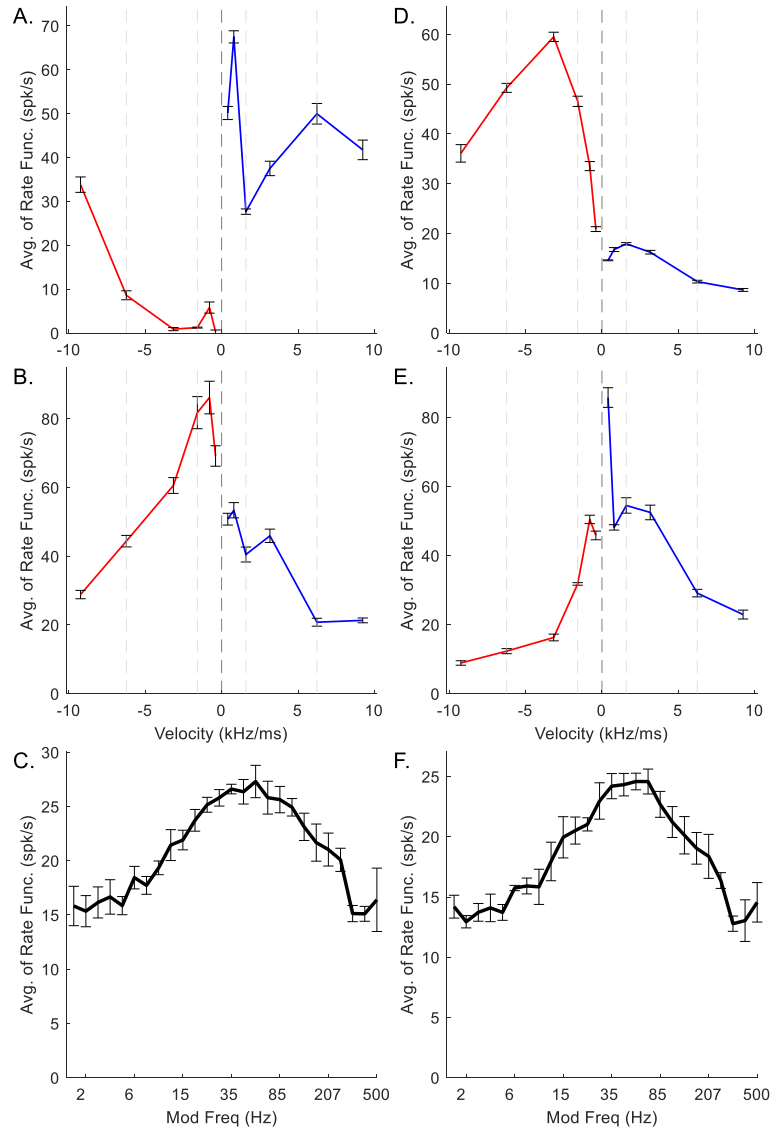 A.
Avg. of Rate Func. (spk/s)
70
60
50
40
30
20
10
0
-10 -5 0 5 10
D.
Avg. of Rate Func. (spk/s)
60
50
40
30
20
10
0
-10 -5 0 5 10
B.
Avg. of Rate Func. (spk/s)
80
60
40
20
0
-10 -5 0 5 10
Velocity (kHz/ms)
E.
Avg. of Rate Func. (spk/s)
80
60
40
20
0
-10 -5 0 5 10
Velocity (kHz/ms)
C.
Avg. of Rate Func. (spk/s)
30
25
20
15
10
5
0
2 6 15 35 85 207 500
Mod Freq (Hz)
F.
Avg. of Rate Func. (spk/s)
25
20
15
10
5
0
2 6 15 35 85 207 500
Mod Freq (Hz)